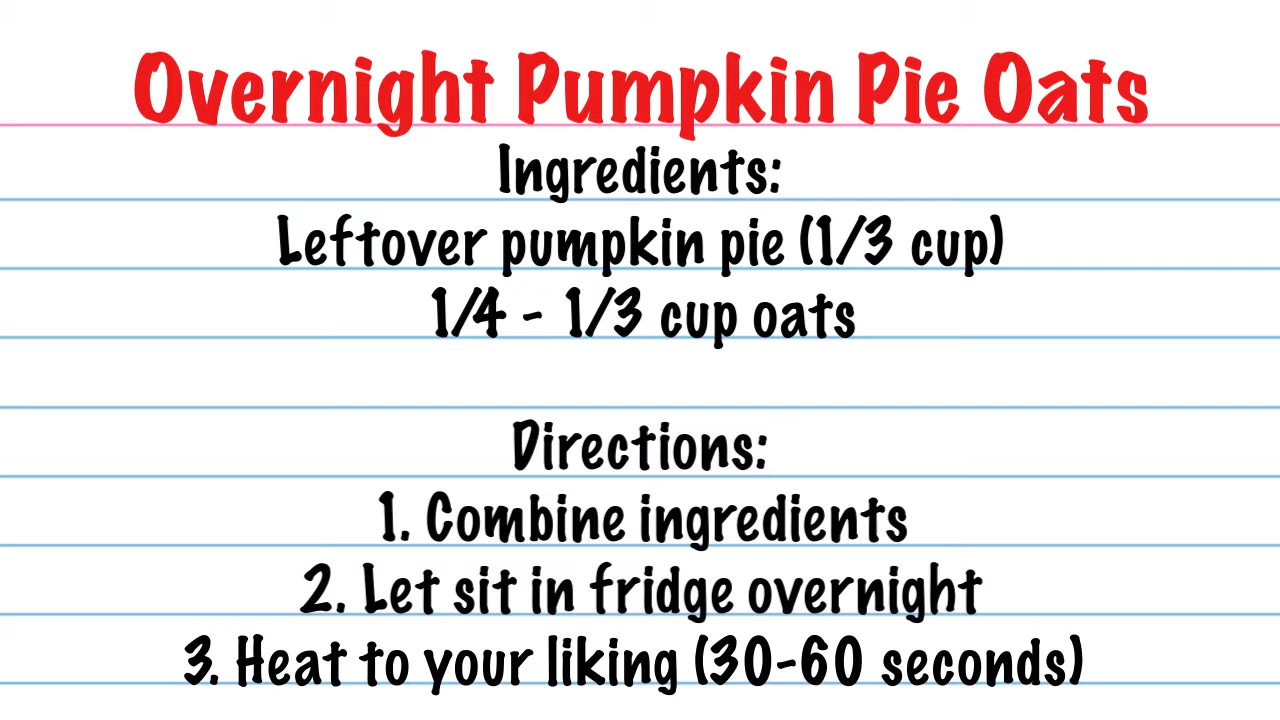 Overnight Pumpkin Pie Oats
Ingredients:
Leftover pumpkin pie (1/3 cup)
1/4 - 1/3 cup oats
Directions:
1. Combine ingredients
2. Let sit in fridge overnight
3. Heat to your liking (30-60 seconds)